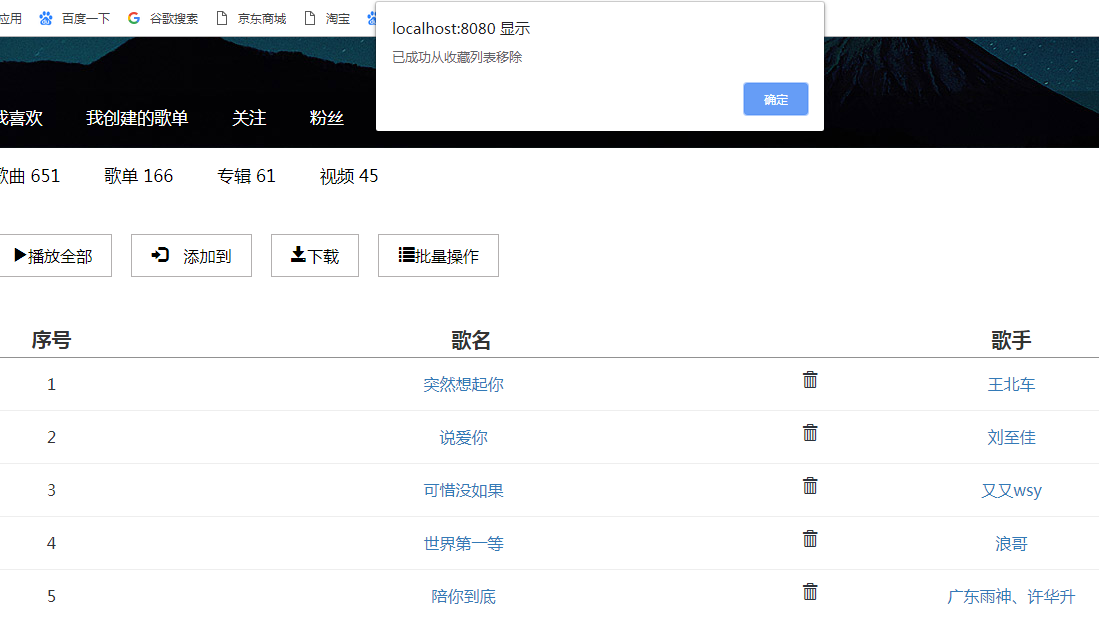 应用 百度一下 谷歌搜索 京东商城 淘宝
localhost:8080 显示
已成功从收藏列表移除
确定
我喜欢 我创建的歌单 关注 粉丝
歌曲 651 歌单 166 专辑 61 视频 45
播放全部 添加到 下载 批量操作
序号 歌名 歌手
1 突然想起你 王北车
2 说爱你 刘至佳
3 可惜没如果 又又wsy
4 世界第一等 浪哥
5 陪你到底 广东雨神、许华升